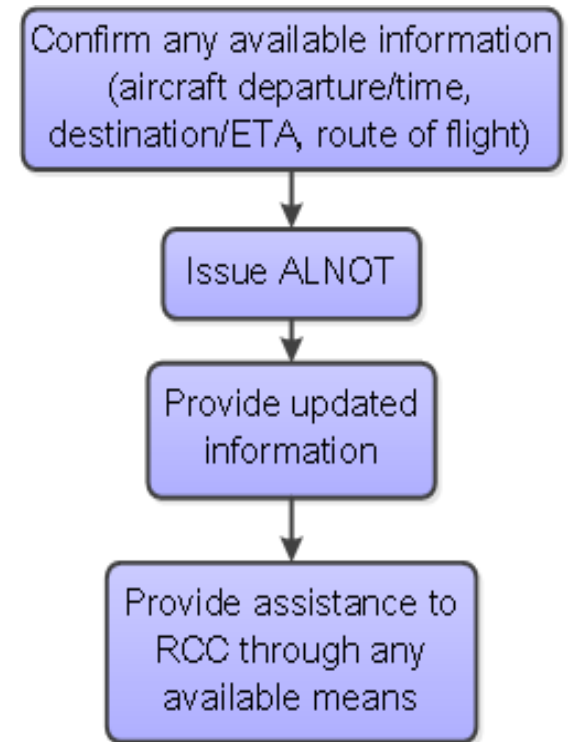 Confirm any available information
(aircraft departure/time,
destination/ETA, route of flight)
Issue ALNOT
Provide updated
information
Provide assistance to
RCC through any
available means